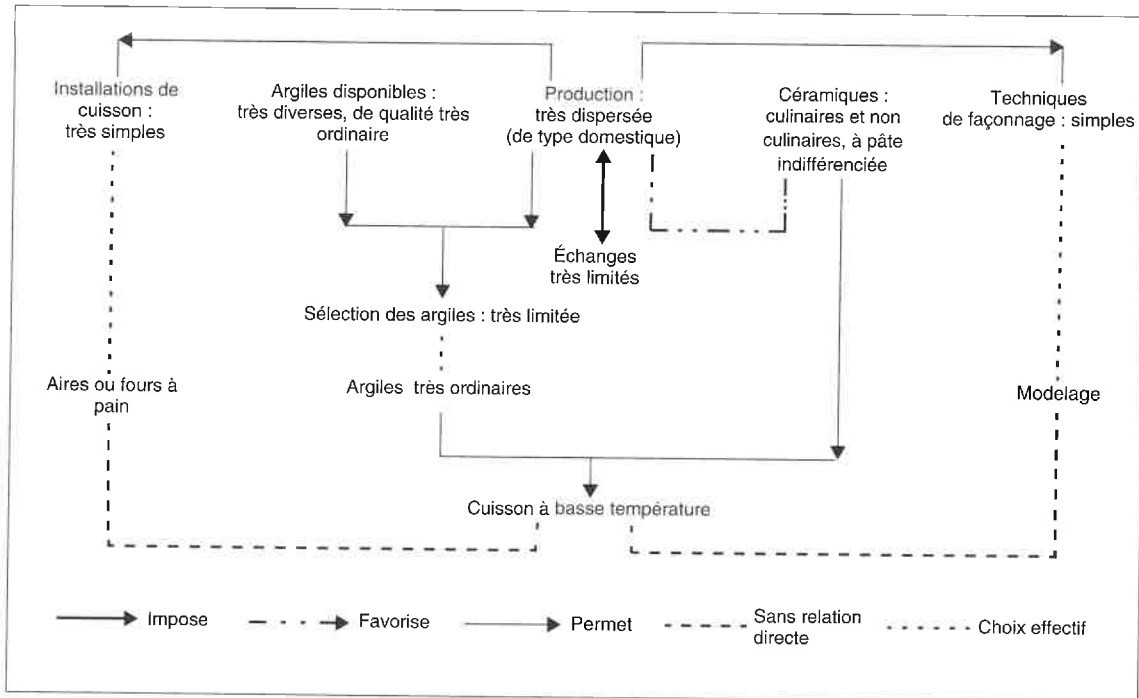 Installations de
cuisson :
très simples
Argiles disponibles :
très diverses, de qualité très
ordinaire
Production :
très dispersée
(de type domestique)
Céramiques :
culinaires et non
culinaires, à pâte
indifférenciée
Techniques
de façonnage : simples
Échanges
très limités
Sélection des argiles : très limitée
Aires ou fours à
pain
Argiles très ordinaires
Modelage
Cuisson à basse température
Impose
Favorise
Permet
Sans relation
directe
Choix effectif